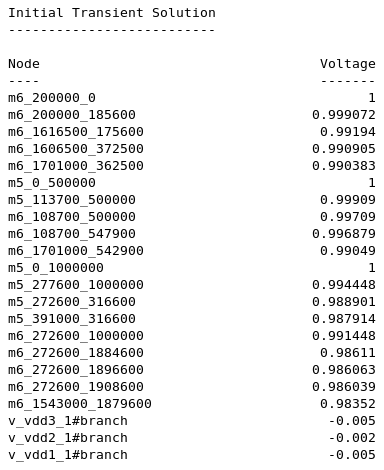 Initial Transient Solution
--------------------------
Node Voltage
---- -------
m6_200000_0 1
m6_200000_185600 0.999072
m6_1616500_175600 0.99194
m6_1606500_372500 0.990905
m6_1701000_362500 0.990383
m5_0_500000 1
m5_113700_500000 0.99909
m6_108700_500000 0.99709
m6_108700_547900 0.996879
m6_1701000_542900 0.99049
m5_0_1000000 1
m5_277600_1000000 0.994448
m5_272600_316600 0.988901
m5_391000_316600 0.987914
m6_272600_1000000 0.991448
m6_272600_1884600 0.98611
m6_272600_1896600 0.986063
m6_272600_1908600 0.986039
m6_1543000_1879600 0.98352
v_vdd3_1#branch -0.005
v_vdd2_1#branch -0.002
v_vdd1_1#branch -0.005